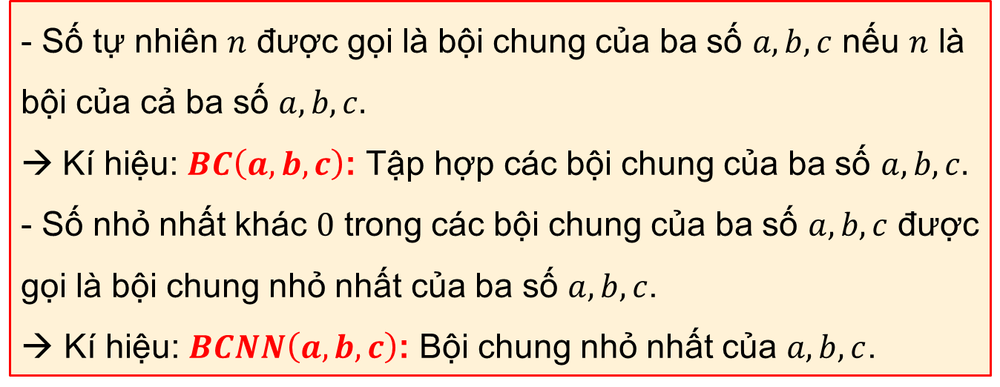 - Số tự nhiên n được gọi là bội chung của ba số a, b, c nếu n là
bội của cả ba số a, b, c.
→ Kí hiệu: BC(a, b, c): Tập hợp các bội chung của ba số a, b, c.
- Số nhỏ nhất khác 0 trong các bội chung của ba số a, b, c được
gọi là bội chung nhỏ nhất của ba số a, b, c.
→ Kí hiệu: BCNN(a, b, c): Bội chung nhỏ nhất của a, b, c.